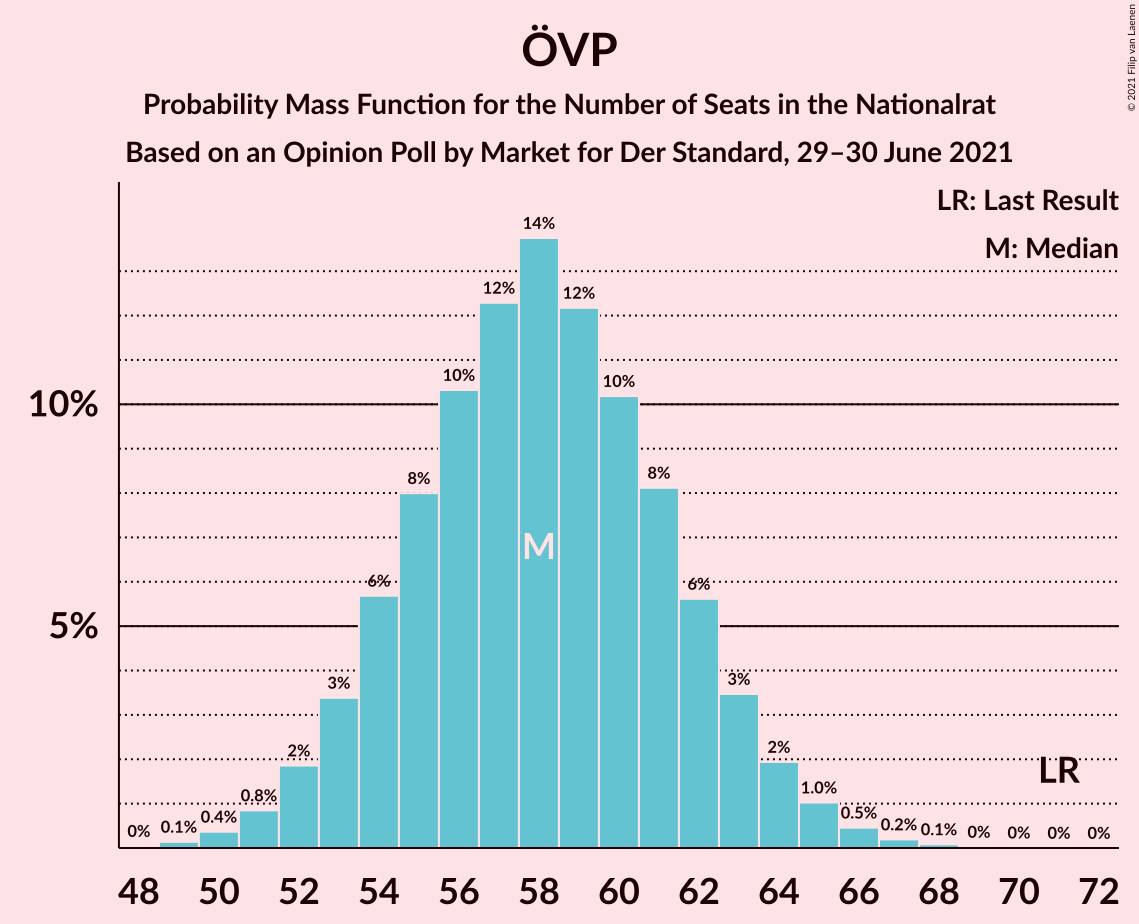 ÖVP
Probability Mass Function for the Number of Seats in the Nationalrat
Based on an Opinion Poll by Market for Der Standard, 29–30 June 2021
© 2021 Filip van Laenen
LR: Last Result
M: Median
10%
5%
0% 0.1% 0.4% 0.8% 2% 3% 6% 8% 10% 12% 14% 12% 10% 8% 6% 3% 2% 1.0% 0.5% 0.2% 0.1% 0% 0% 0% 0%
M
LR
48 50 52 54 56 58 60 62 64 66 68 70 72